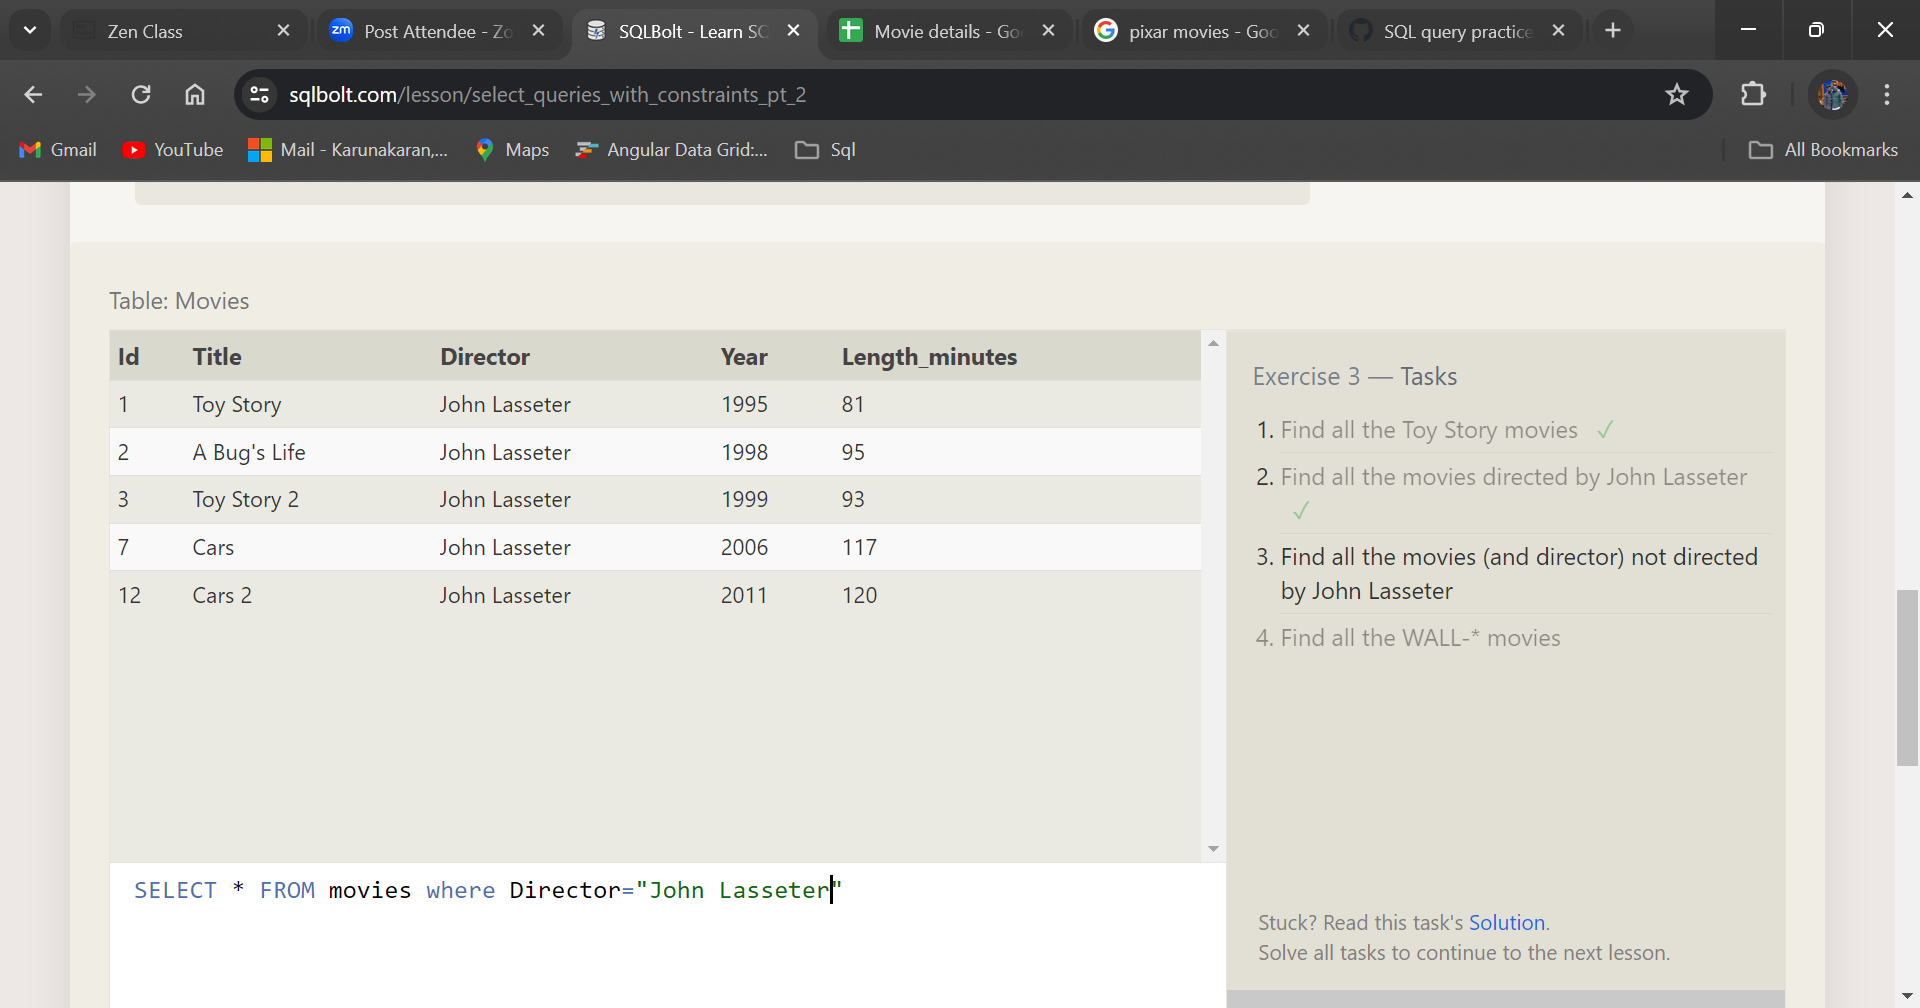 Zen Class
zm Post Attendee - Zo
SQLBolt - Learn SC
Movie details - Go
pixar movies - Goo
SQL query practice
sqlbolt.com/lesson/select_queries_with_constraints_pt_2
Gmail YouTube Mail - Karunakaran,... Maps Angular Data Grid:... Sql All Bookmarks
Table: Movies
Id Title Director Year Length_minutes
1 Toy Story John Lasseter 1995 81
2 A Bug's Life John Lasseter 1998 95
3 Toy Story 2 John Lasseter 1999 93
7 Cars John Lasseter 2006 117
12 Cars 2 John Lasseter 2011 120
Exercise 3 — Tasks
1. Find all the Toy Story movies ✓
2. Find all the movies directed by John Lasseter
✓
3. Find all the movies (and director) not directed
by John Lasseter
4. Find all the WALL-* movies
Stuck? Read this task's Solution.
Solve all tasks to continue to the next lesson.
SELECT * FROM movies where Director="John Lasseter"